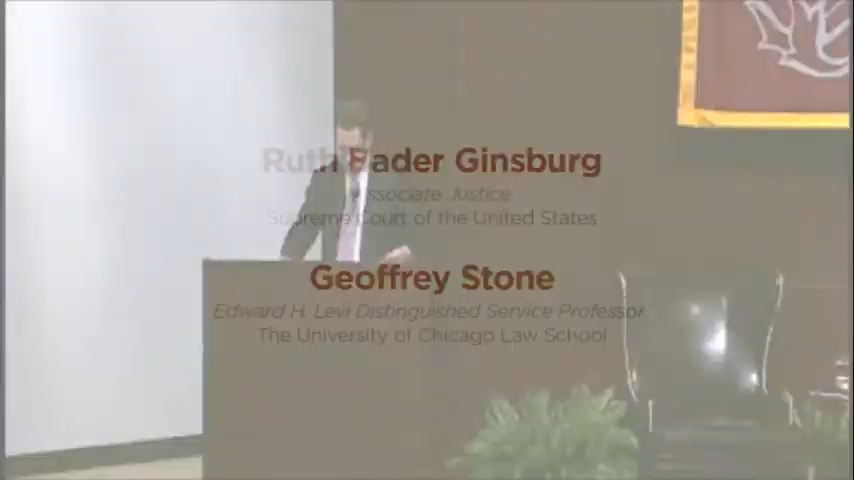 Ruth Bader Ginsburg
Associate Justice
Supreme Court of the United States
Geoffrey Stone
Edward H. Levi Distinguished Service Professor
The University of Chicago Law School